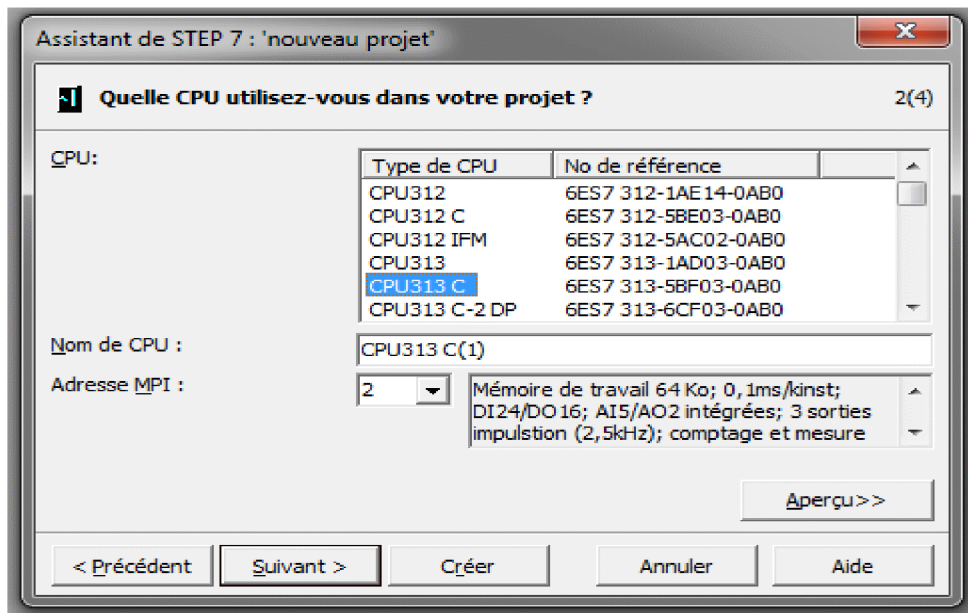 Assistant de STEP 7 : 'nouveau projet'
Quelle CPU utilisez-vous dans votre projet ? 2(4)
CPU:
Type de CPU No de référence
CPU312 6ES7 312-1AE14-0AB0
CPU312 C 6ES7 312-5BE03-0AB0
CPU312 IFM 6ES7 312-5AC02-0AB0
CPU313 6ES7 313-1AD03-0AB0
CPU313 C 6ES7 313-5BF03-0AB0
CPU313 C-2 DP 6ES7 313-6CF03-0AB0
Nom de CPU : CPU313 C(1)
Adresse MPI : 2
Mémoire de travail 64 Ko; 0,1ms/kinst;
DI24/DO16; AI5/AO2 intégrées; 3 sorties
impulstion (2,5kHz); comptage et mesure
Aperçu>>
< Précédent Suivant > Créer Annuler Aide